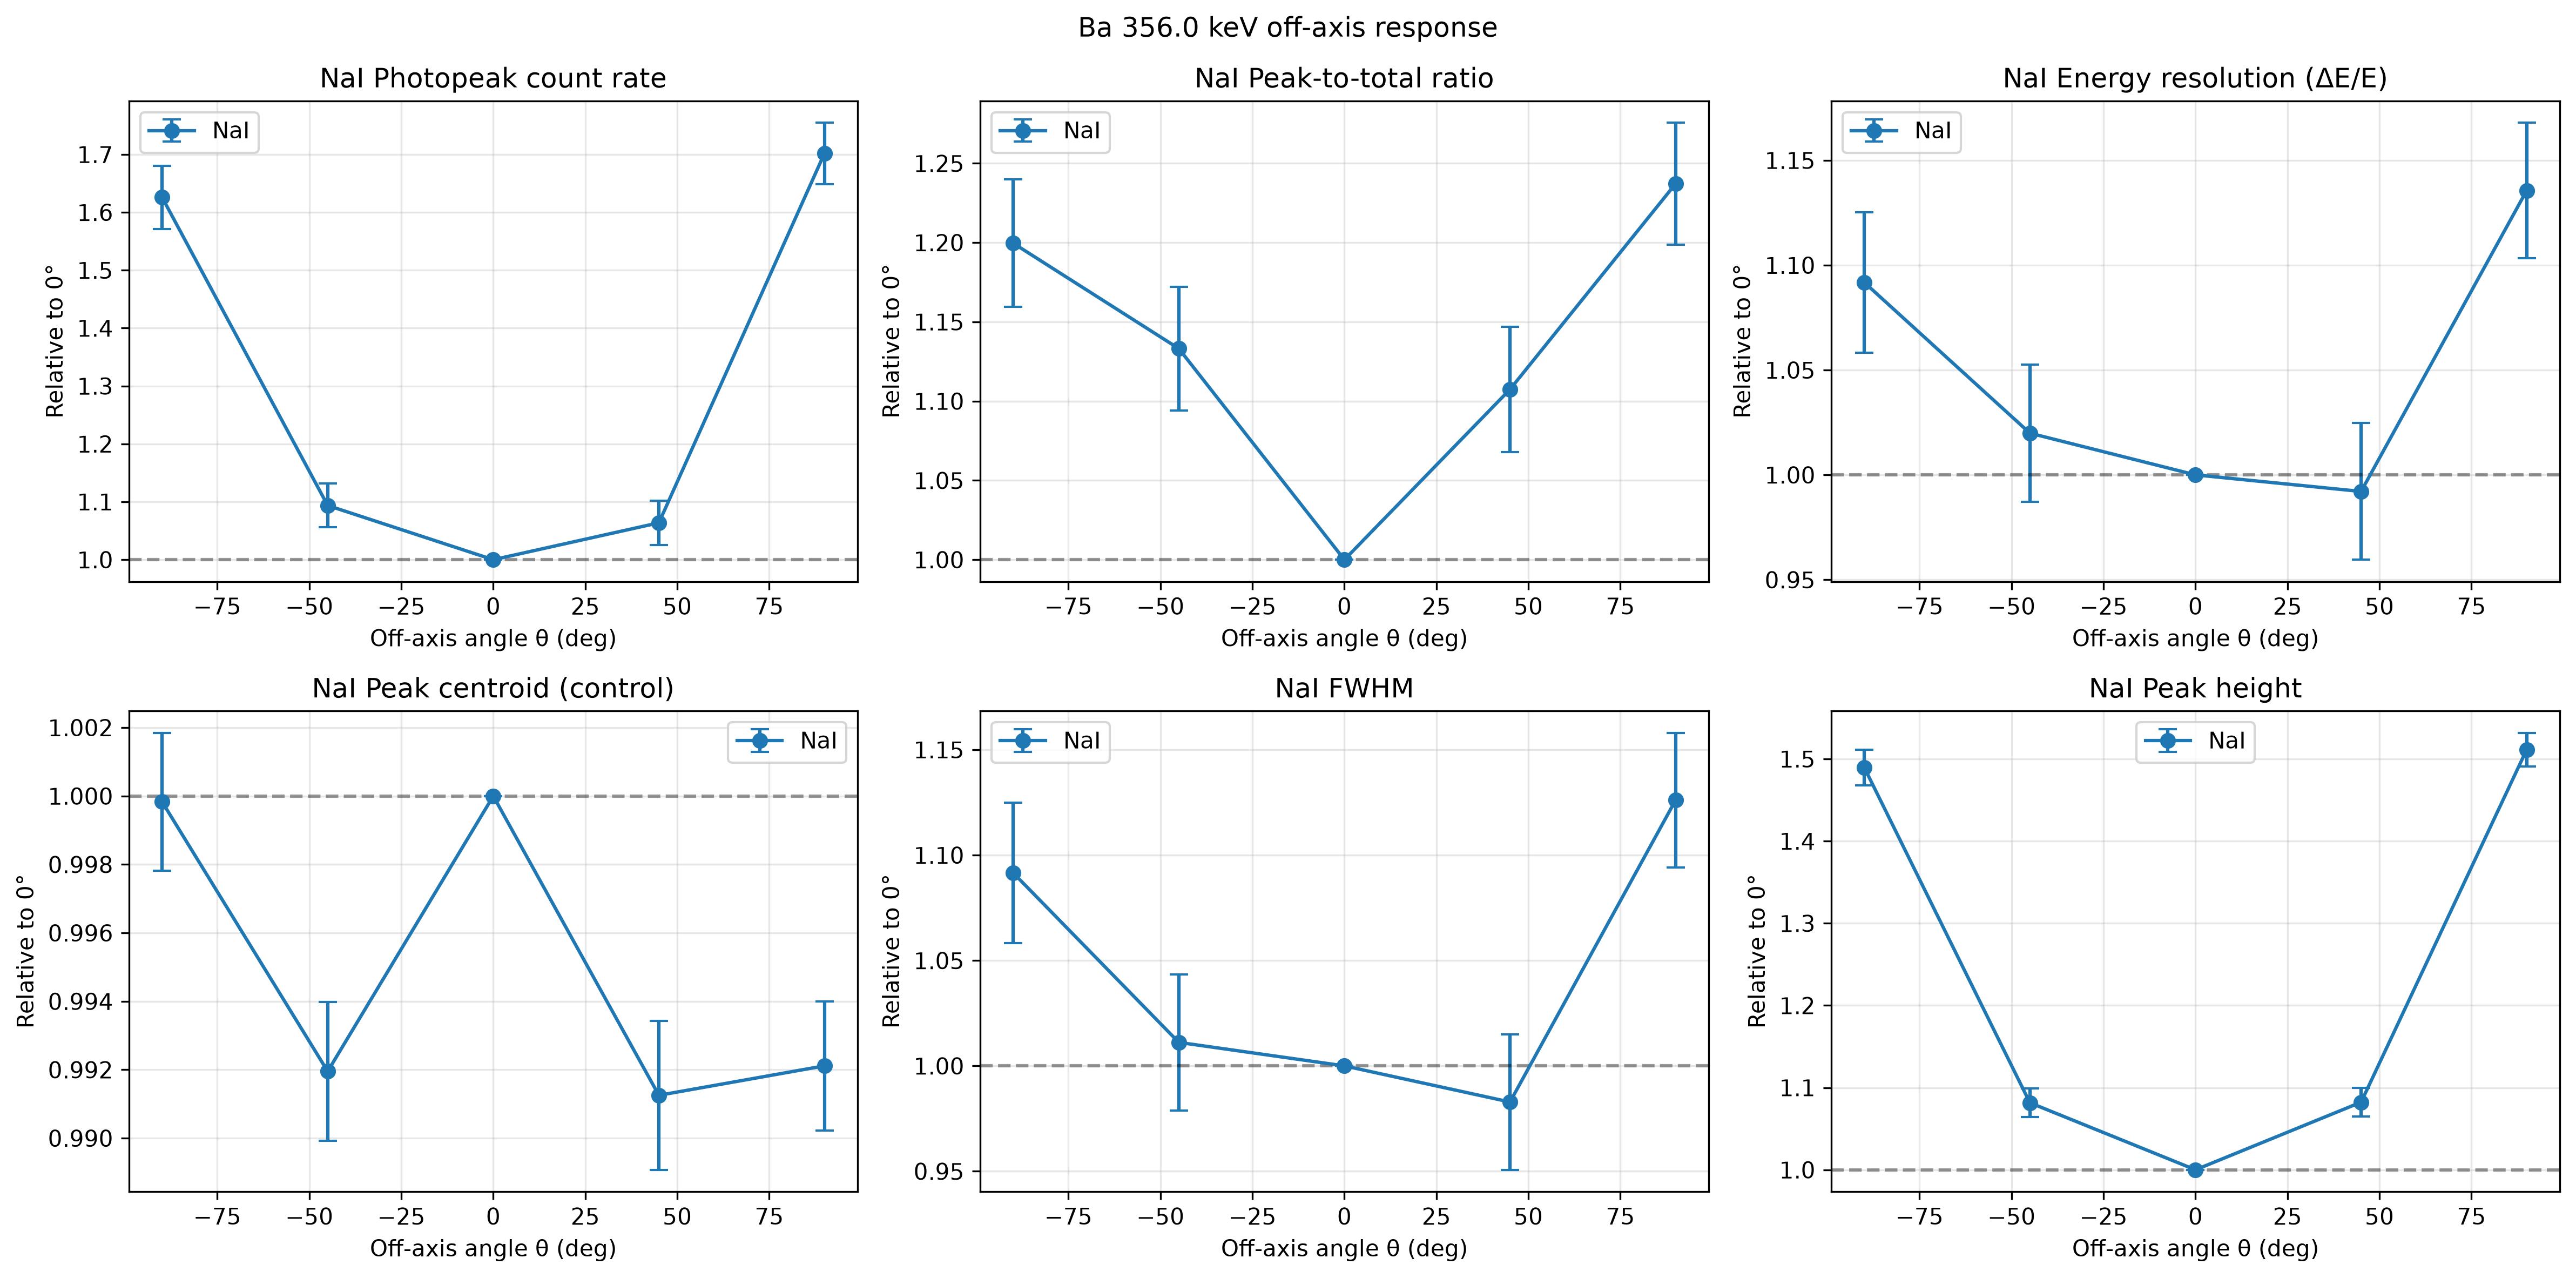 Ba 356.0 keV off-axis response
NaI Photopeak count rate
NaI
Relative to 0°
1.7
1.6
1.5
1.4
1.3
1.2
1.1
1.0
−75 −50 −25 0 25 50 75
Off-axis angle θ (deg)
NaI Peak-to-total ratio
NaI
Relative to 0°
1.25
1.20
1.15
1.10
1.05
1.00
−75 −50 −25 0 25 50 75
Off-axis angle θ (deg)
NaI Energy resolution (ΔE/E)
NaI
Relative to 0°
1.15
1.10
1.05
1.00
0.95
−75 −50 −25 0 25 50 75
Off-axis angle θ (deg)
NaI Peak centroid (control)
NaI
Relative to 0°
1.002
1.000
0.998
0.996
0.994
0.992
0.990
−75 −50 −25 0 25 50 75
Off-axis angle θ (deg)
NaI FWHM
NaI
Relative to 0°
1.15
1.10
1.05
1.00
0.95
−75 −50 −25 0 25 50 75
Off-axis angle θ (deg)
NaI Peak height
NaI
Relative to 0°
1.5
1.4
1.3
1.2
1.1
1.0
−75 −50 −25 0 25 50 75
Off-axis angle θ (deg)